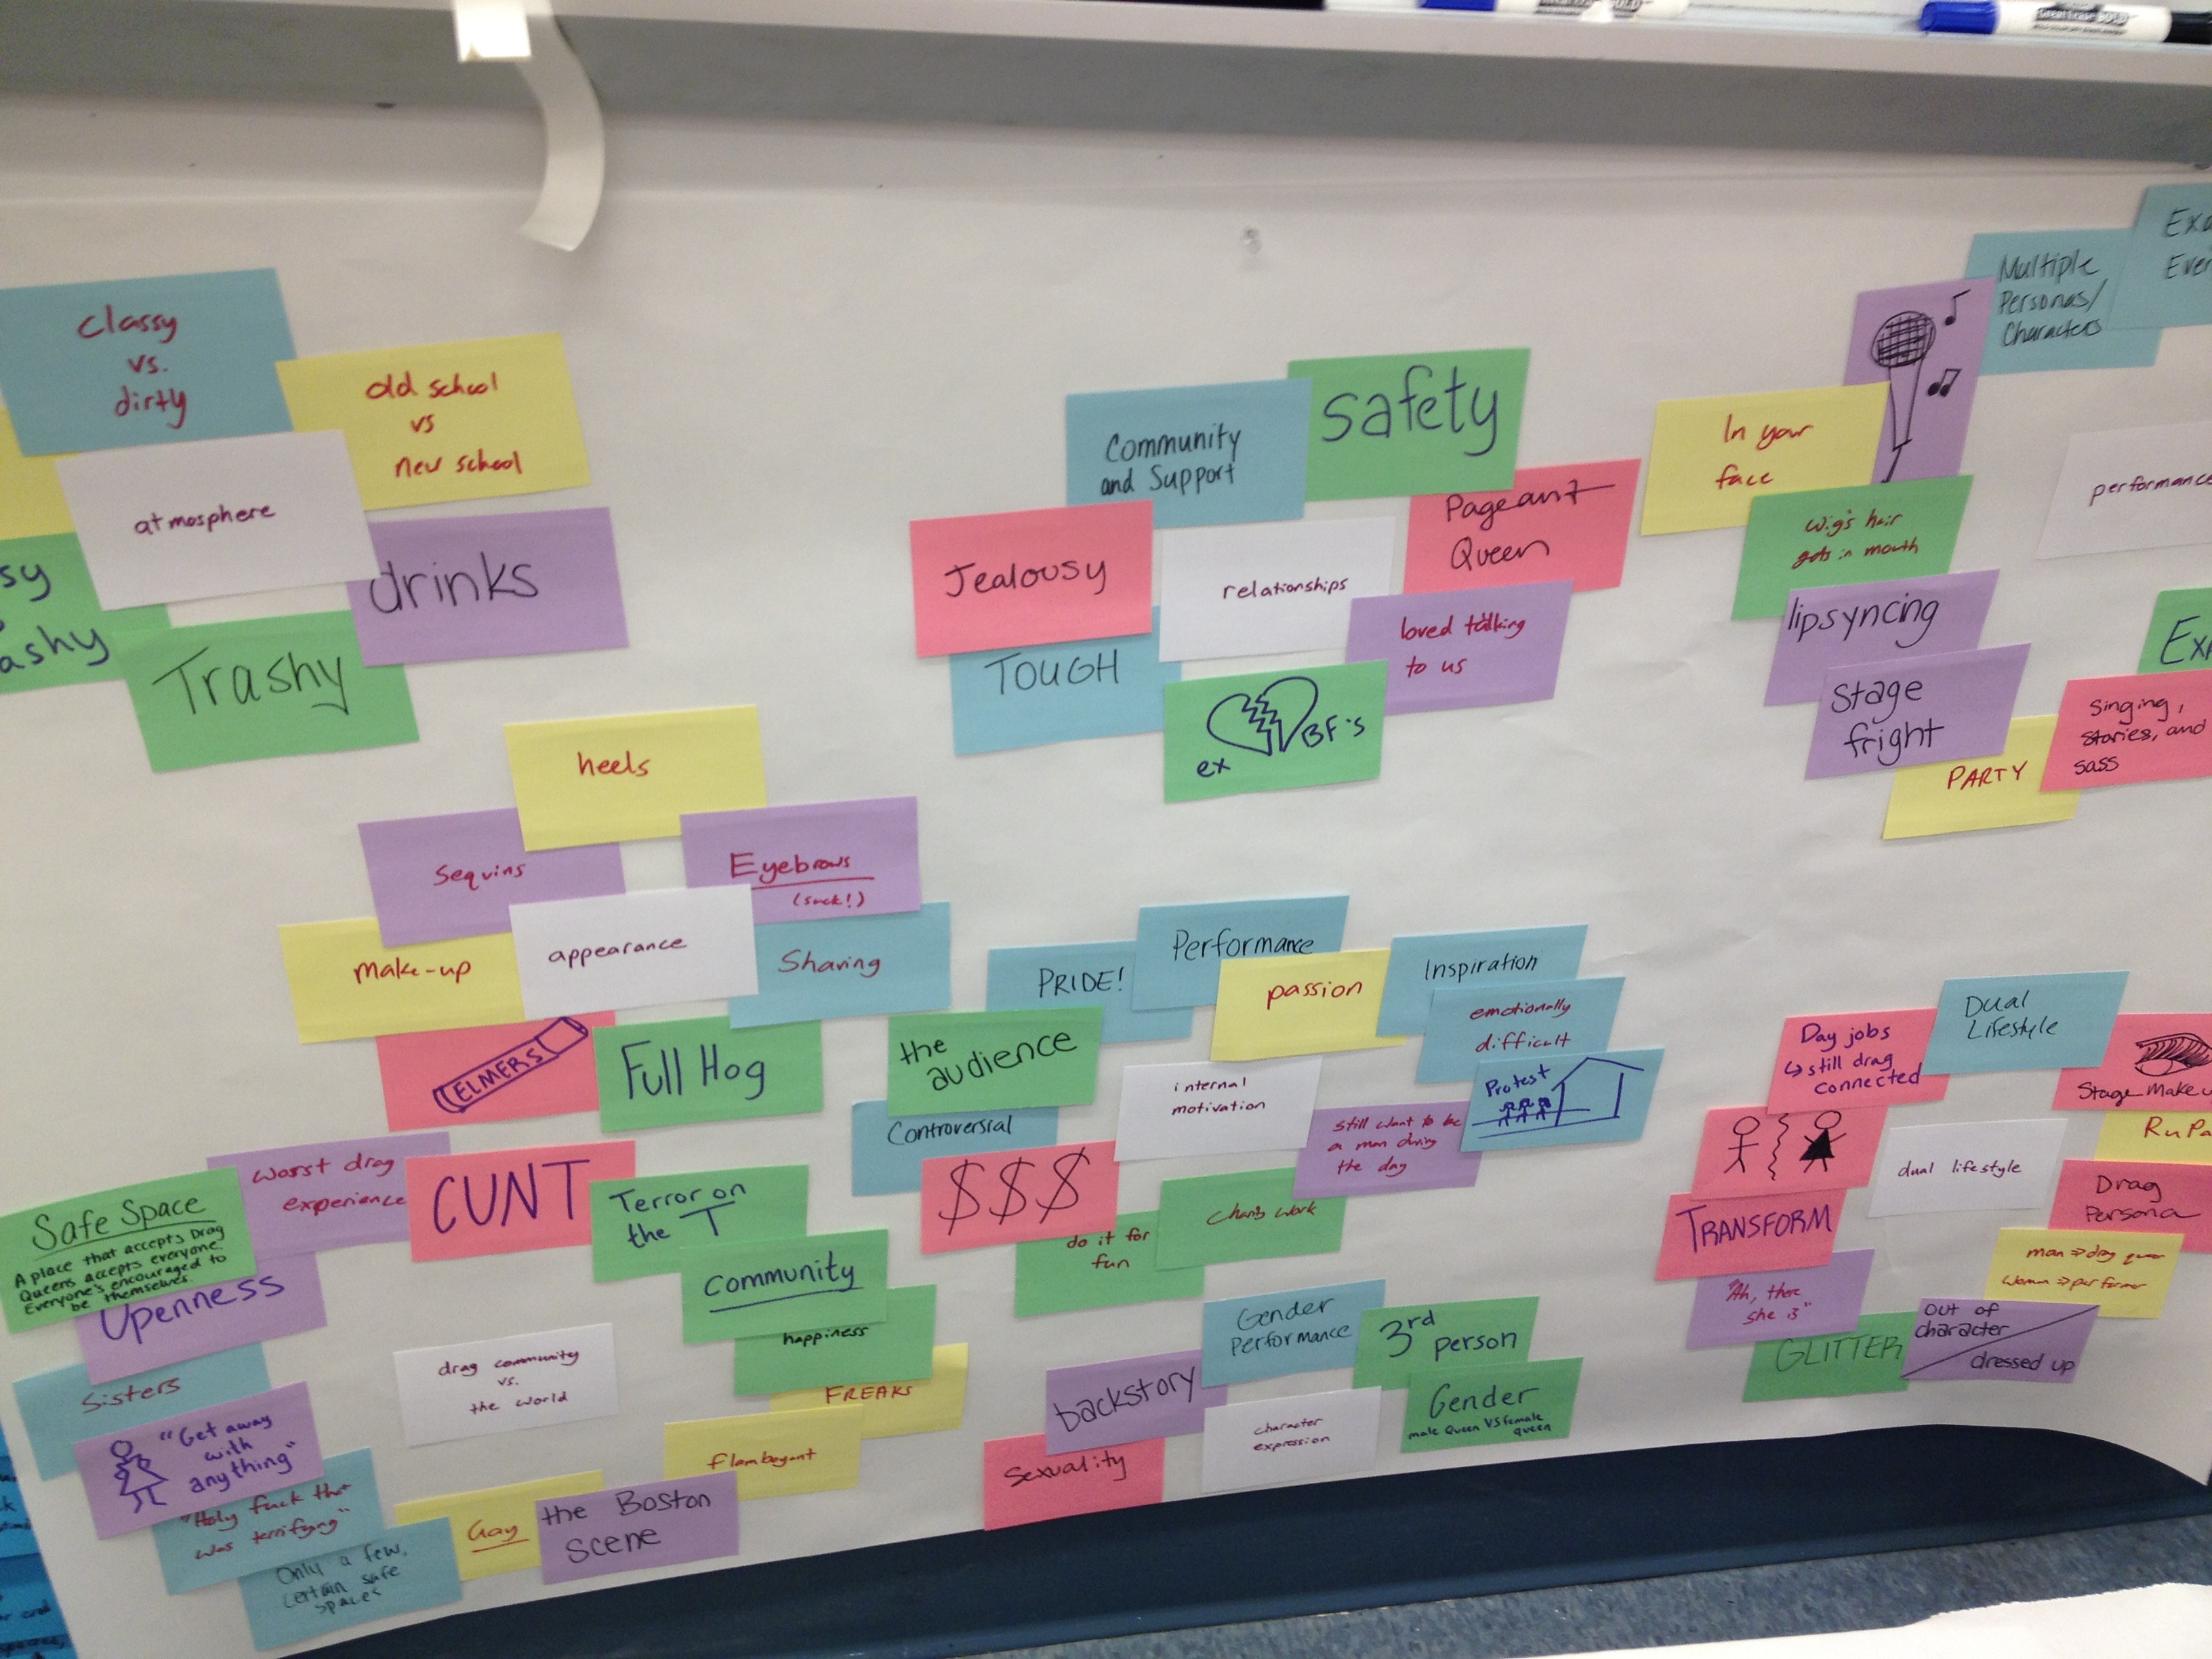 Classy
vs.
dirty
old school
vs
new school
atmosphere
drinks
sy
ashy
Trashy
Community
and Support
safety
Jealousy
relationships
Pageant
Queen
TOUGH
loved talking
to us
ex
BF's
Multiple
Personas/
Characters
In your
face
performance
wig's hair
gets in mouth
lipsyncing
Stage
fright
PARTY
Singing,
Stories, and
sass
heels
Sequins
Eyebrows
(suck!)
make-up
appearance
Shaving
ELMERS
Full Hog
PRIDE!
Performance
passion
Inspiration
emotionally
difficult
the
audience
internal
motivation
Protest
Controversial
$$$
still want to be
a man during
the day
charity work
do it for
fun
Day jobs
↳ still drag
connected
Dual
Lifestyle
Stage Make
dual lifestyle
Drag
Persona
TRANSFORM
man ⇒ drag queen
woman ⇒ performer
"Ah, there
she is"
GLITTER
Out of
character
dressed up
worst drag
experience
CUNT
Terror on
the T
Safe Space
A place that accepts Drag
Queens accepts everyone.
Everyone's encouraged to
be themselves.
Openness
community
happiness
drag community
vs.
the world
FREAKS
Sisters
"Get away
with
anything"
flamboyant
"Holy fuck that
was terrifying"
Gay
the Boston
Scene
Only a few,
certain safe
spaces
Gender
Performance
3rd person
backstory
Gender
male Queen VS female
queen
character
expression
Sexuality